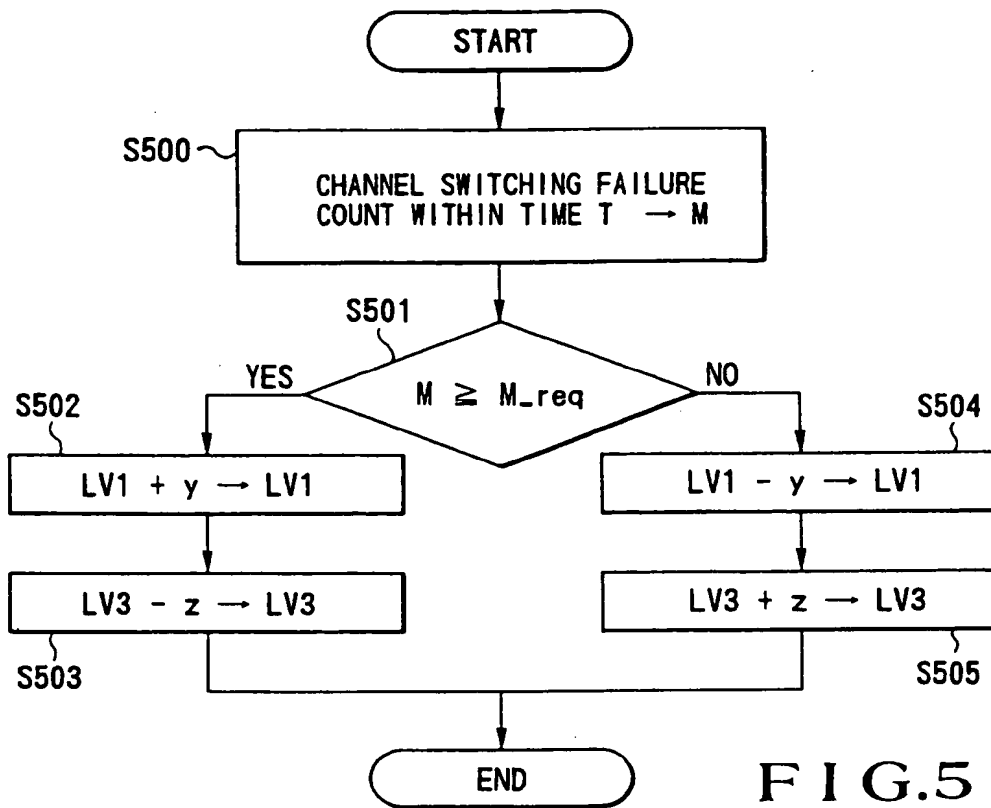 START
S500
CHANNEL SWITCHING FAILURE
COUNT WITHIN TIME T → M
S501
YES
M ≧ M_req
NO
S502
LV1 + y → LV1
S504
LV1 - y → LV1
LV3 - z → LV3
S503
LV3 + z → LV3
S505
END
FIG.5